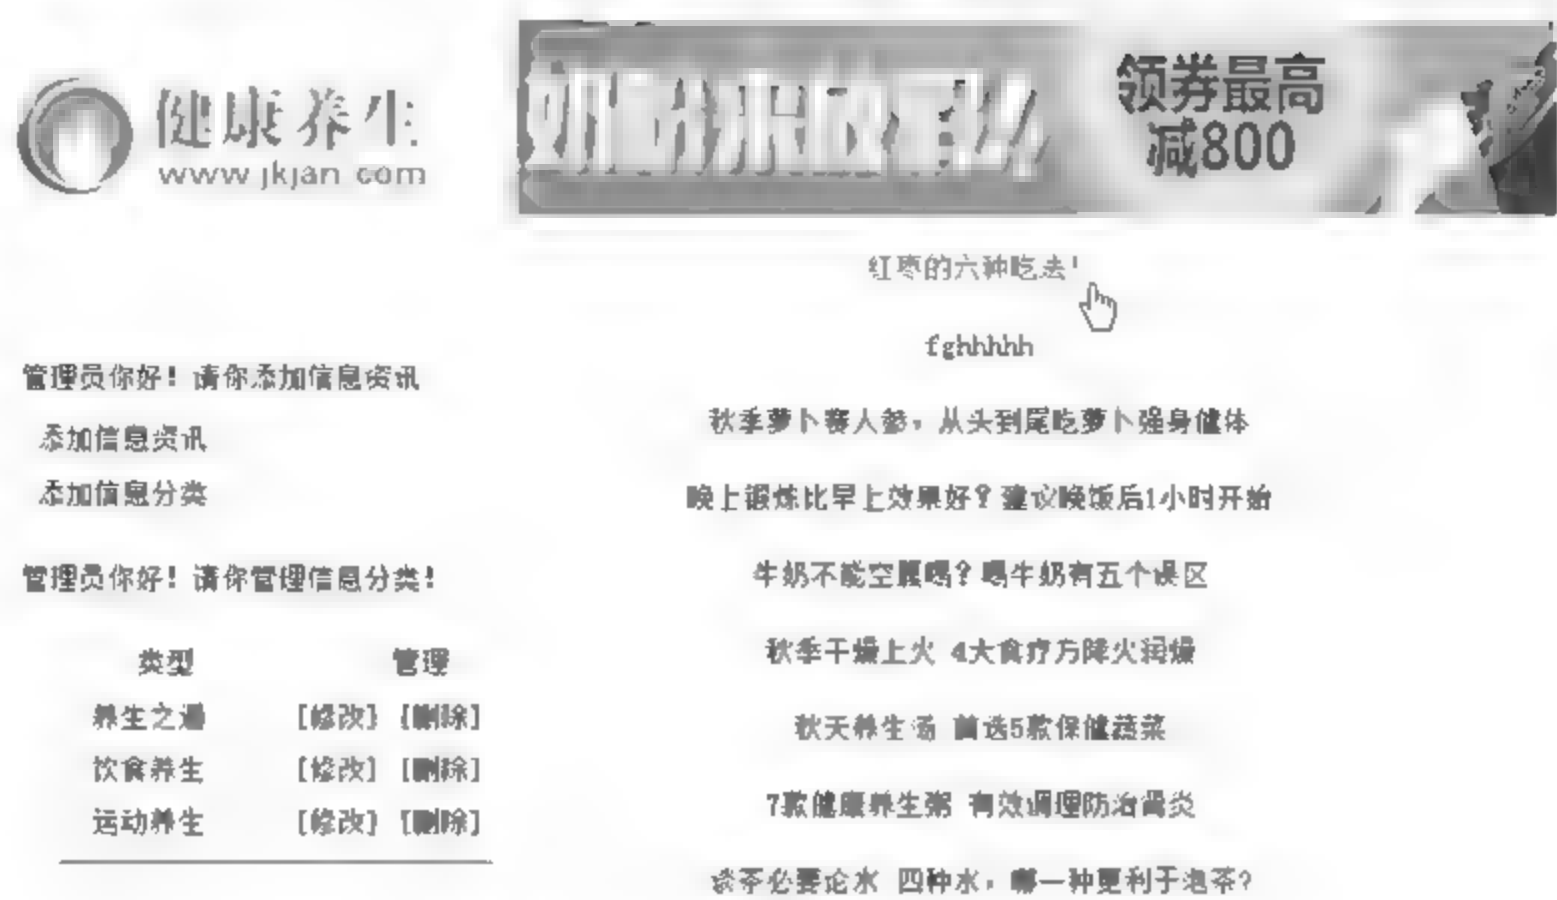 健康养生
www jkjan com
领券最高
减800
红枣的六种吃法!
fghhhhh
管理员你好! 请你添加信息资讯
添加信息资讯
添加信息分类
管理员你好! 请你管理信息分类!
类型 管理
养生之道 [修改] [删除]
饮食养生 [修改] [删除]
运动养生 [修改] [删除]
秋季萝卜赛人参,从头到尾吃萝卜强身健体
晚上锻炼比早上效果好? 建议晚饭后1小时开始
牛奶不能空腹喝? 喝牛奶有五个误区
秋季干燥上火 4大食疗方降火润燥
秋天养生汤 首选5款保健蔬菜
7款健康养生粥 有效调理防治胃炎
谈茶必要论水 四种水,哪一种更利于泡茶?